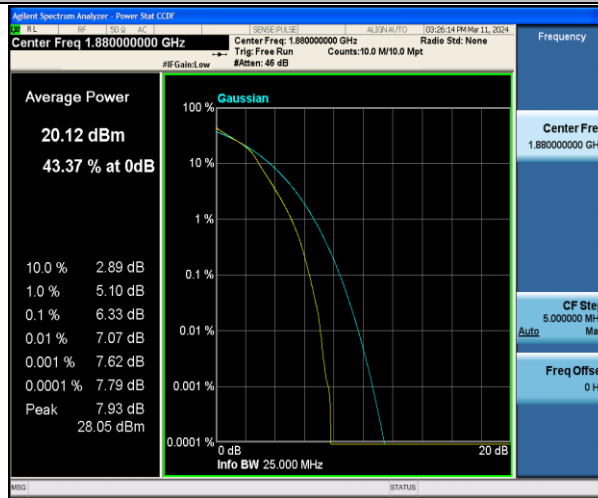 Agilent Spectrum Analyzer - Power Stat CCDF
RL RF 50 Ω AC SENSE:PULSE ALIGNAUTO 03:26:14 PM Mar 11, 2024
Center Freq 1.880000000 GHz
Center Freq: 1.880000000 GHz Radio Std: None
Trig: Free Run Counts:10.0 M/10.0 Mpt
#IFGain:Low #Atten: 46 dB
Frequency
Average Power
20.12 dBm
43.37 % at 0dB
10.0 % 2.89 dB
1.0 % 5.10 dB
0.1 % 6.33 dB
0.01 % 7.07 dB
0.001 % 7.62 dB
0.0001 % 7.79 dB
Peak 7.93 dB
28.05 dBm
Gaussian
100 %
10 %
1 %
0.1 %
0.01 %
0.001 %
0.0001 %
0 dB 20 dB
Info BW 25.000 MHz
Center Fre
1.880000000 GH
CF Ste
5.000000 MH
Auto Ma
Freq Offse
0 H
MSG STATUS